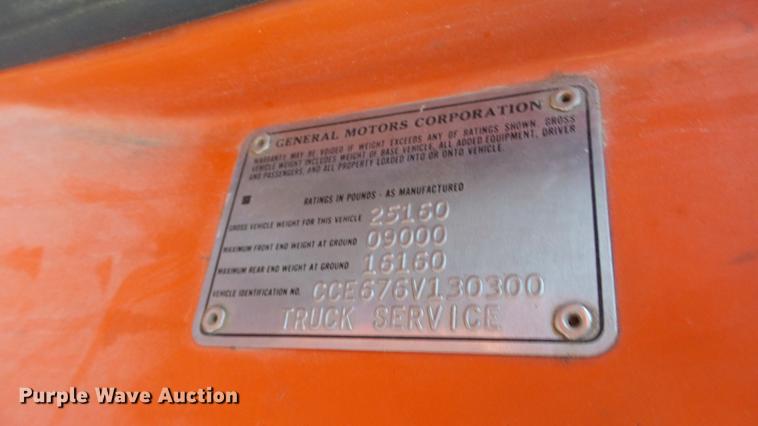 GENERAL MOTORS CORPORATION
WARRANTY MAY BE VOIDED IF WEIGHT EXCEEDS ANY OF RATINGS SHOWN. GROSS
VEHICLE WEIGHT INCLUDES WEIGHT OF BASE VEHICLE, ALL ADDED EQUIPMENT, DRIVER
AND PASSENGERS, AND ALL PROPERTY LOADED INTO OR ONTO VEHICLE.
RATINGS IN POUNDS - AS MANUFACTURED
GROSS VEHICLE WEIGHT FOR THIS VEHICLE 25160
MAXIMUM FRONT END WEIGHT AT GROUND 09000
MAXIMUM REAR END WEIGHT AT GROUND 16160
VEHICLE IDENTIFICATION NO. CCE676V130300
TRUCK SERVICE
Purple Wave Auction®